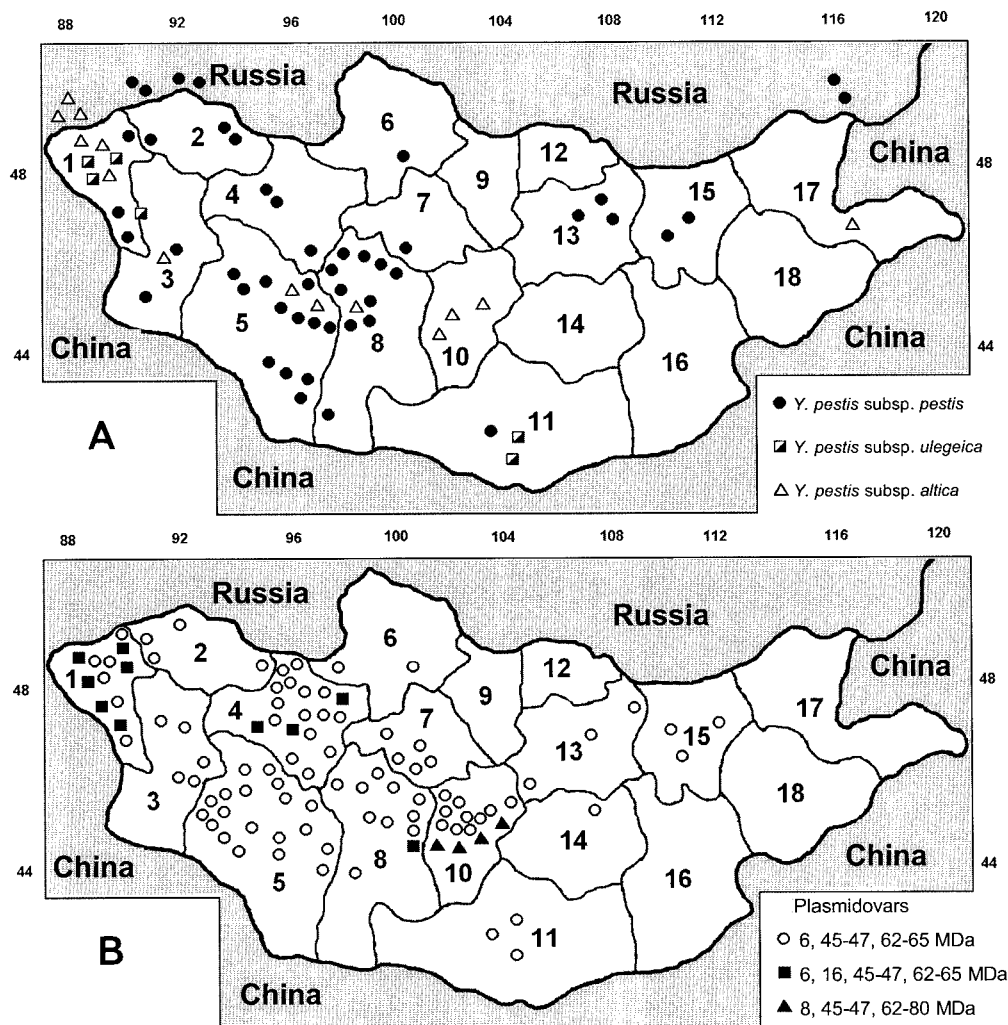 88 92 96 100 104 108 112 116 120
Russia
Russia
China
6
2
12
9
1
48
48
15
17
4
7
13
3
18
5
14
8
10
16
44
44
China
China
11
● Y. pestis subsp. pestis
A
Y. pestis subsp. ulegeica
China
△ Y. pestis subsp. altica
88 92 96 100 104 108 112 116 120
Russia
Russia
China
6
2
12
9
1
48
48
4
7
17
15
13
3
18
5
14
8
10
16
44
44
China
China
Plasmidovars
11
○ 6, 45-47, 62-65 MDa
B
■ 6, 16, 45-47, 62-65 MDa
China
▲ 8, 45-47, 62-80 MDa